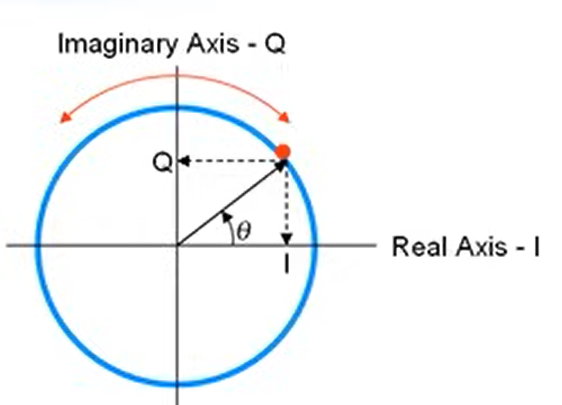 Imaginary Axis - Q
Q
θ
Real Axis - I
I